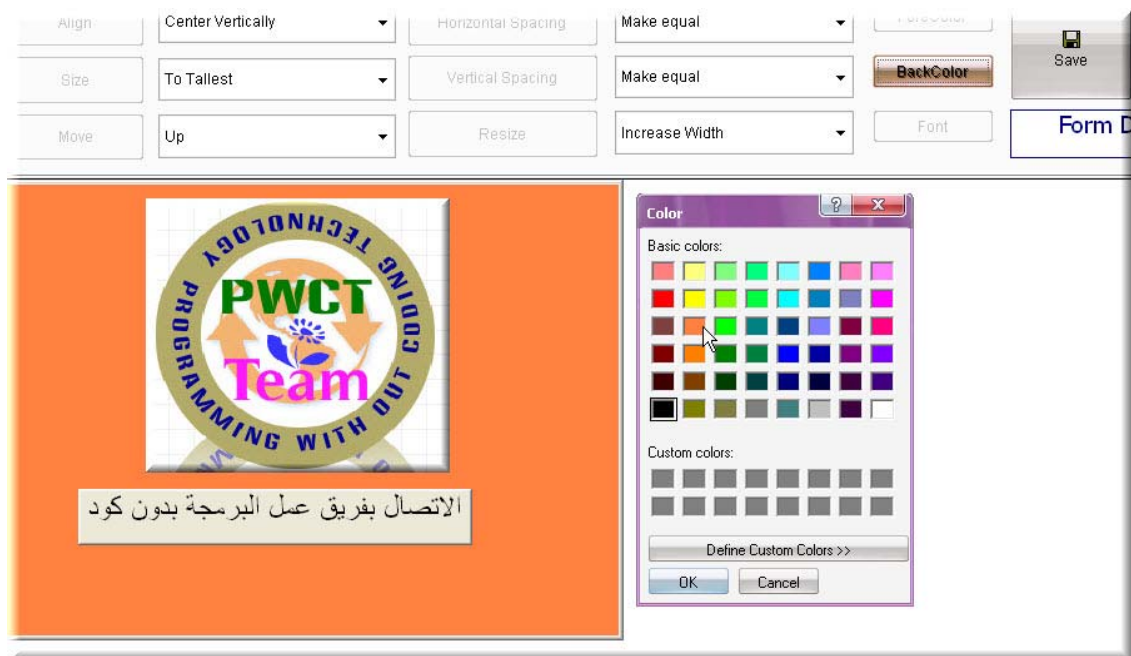 Align Center Vertically Horizontal Spacing Make equal ForeColor
Save
Size To Tallest Vertical Spacing Make equal BackColor
Move Up Resize Increase Width Font Form D
PROGRAMMING WITH OUT CODING TECHNOLOGY
PWCT
Team
الاتصال بفريق عمل البرمجة بدون كود
Color
Basic colors:
Custom colors:
Define Custom Colors >>
OK Cancel